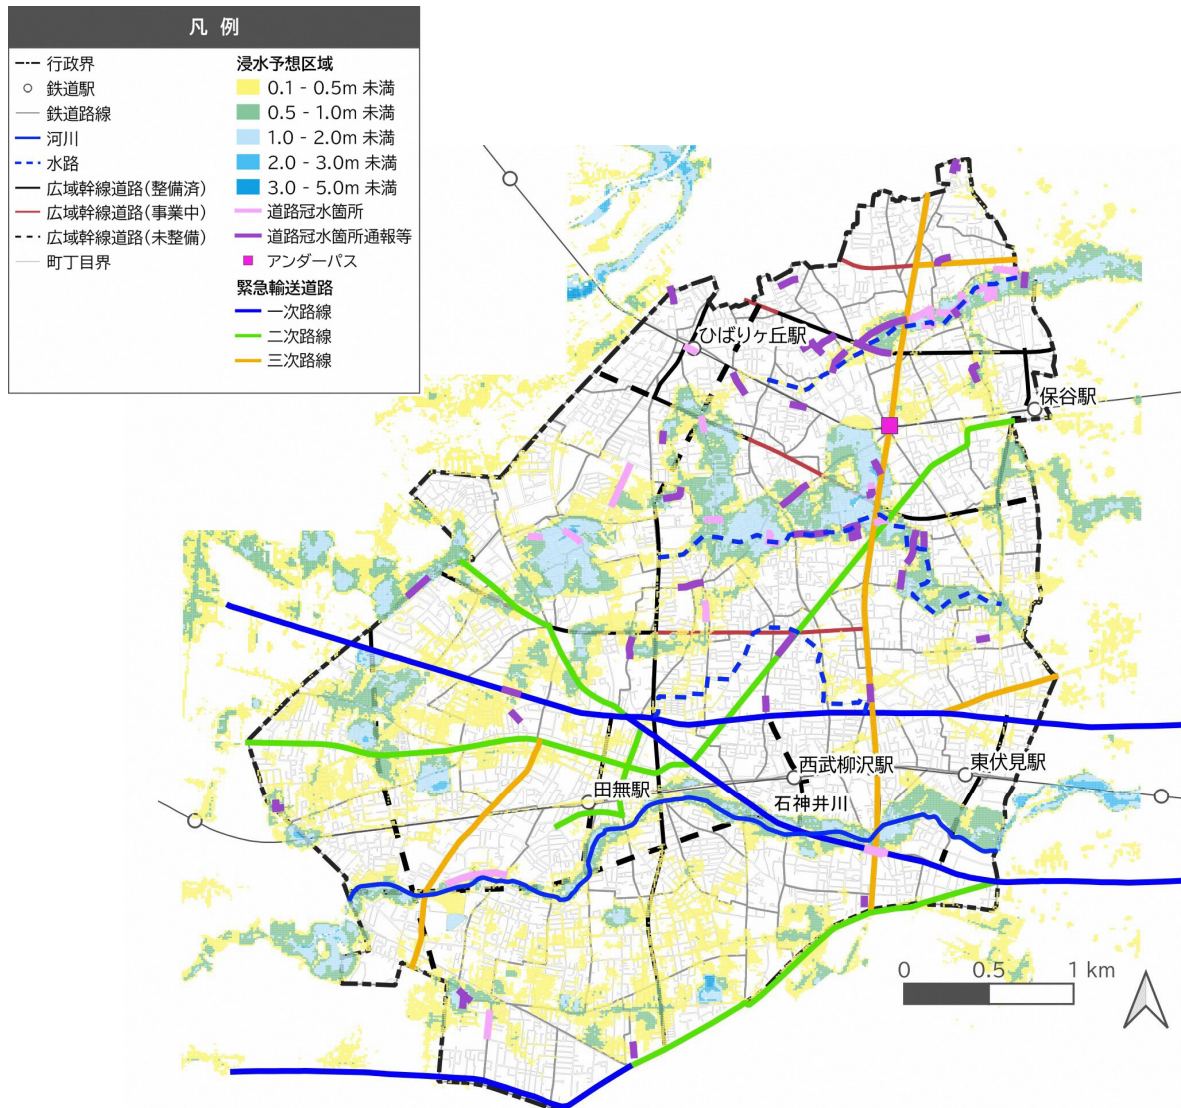 凡 例
行政界
鉄道駅
鉄道路線
河川
水路
広域幹線道路(整備済)
広域幹線道路(事業中)
広域幹線道路(未整備)
町丁目界
浸水予想区域
0.1 - 0.5m 未満
0.5 - 1.0m 未満
1.0 - 2.0m 未満
2.0 - 3.0m 未満
3.0 - 5.0m 未満
道路冠水箇所
道路冠水箇所通報等
アンダーパス
緊急輸送道路
一次路線
二次路線
三次路線
ひばりヶ丘駅
保谷駅
西武柳沢駅
東伏見駅
田無駅
石神井川
0 0.5 1 km